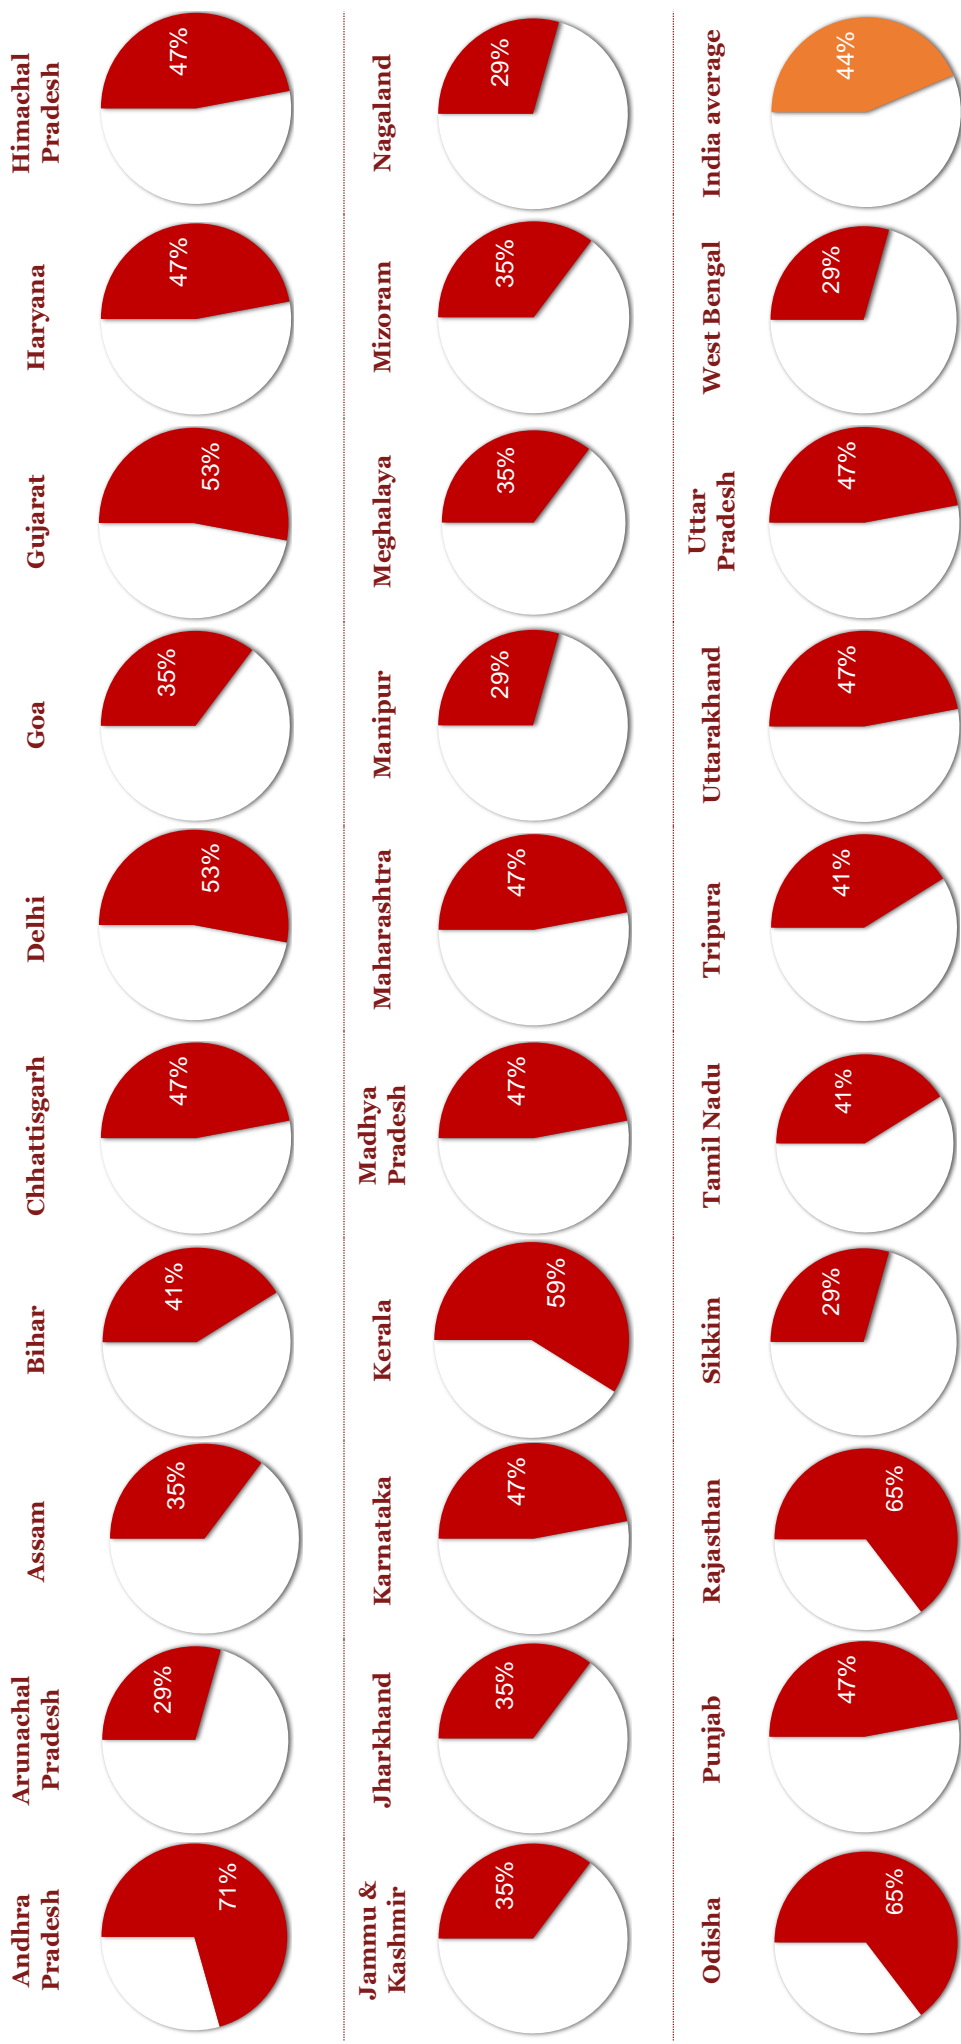 Andhra
Pradesh
71%
Arunachal
Pradesh
29%
Assam
35%
Bihar
41%
Chhattisgarh
47%
Delhi
53%
Goa
35%
Gujarat
53%
Haryana
47%
Himachal
Pradesh
47%
Jammu &
Kashmir
35%
Jharkhand
35%
Karnataka
47%
Kerala
59%
Madhya
Pradesh
47%
Maharashtra
47%
Manipur
29%
Meghalaya
35%
Mizoram
35%
Nagaland
29%
Odisha
65%
Punjab
47%
Rajasthan
65%
Sikkim
29%
Tamil Nadu
41%
Tripura
41%
Uttarakhand
47%
Uttar
Pradesh
47%
West Bengal
29%
India average
44%